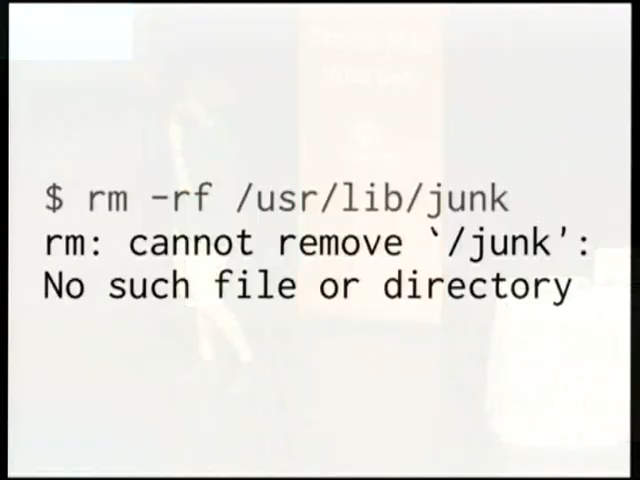 $ rm -rf /usr/lib/junk
rm: cannot remove `/junk':
No such file or directory